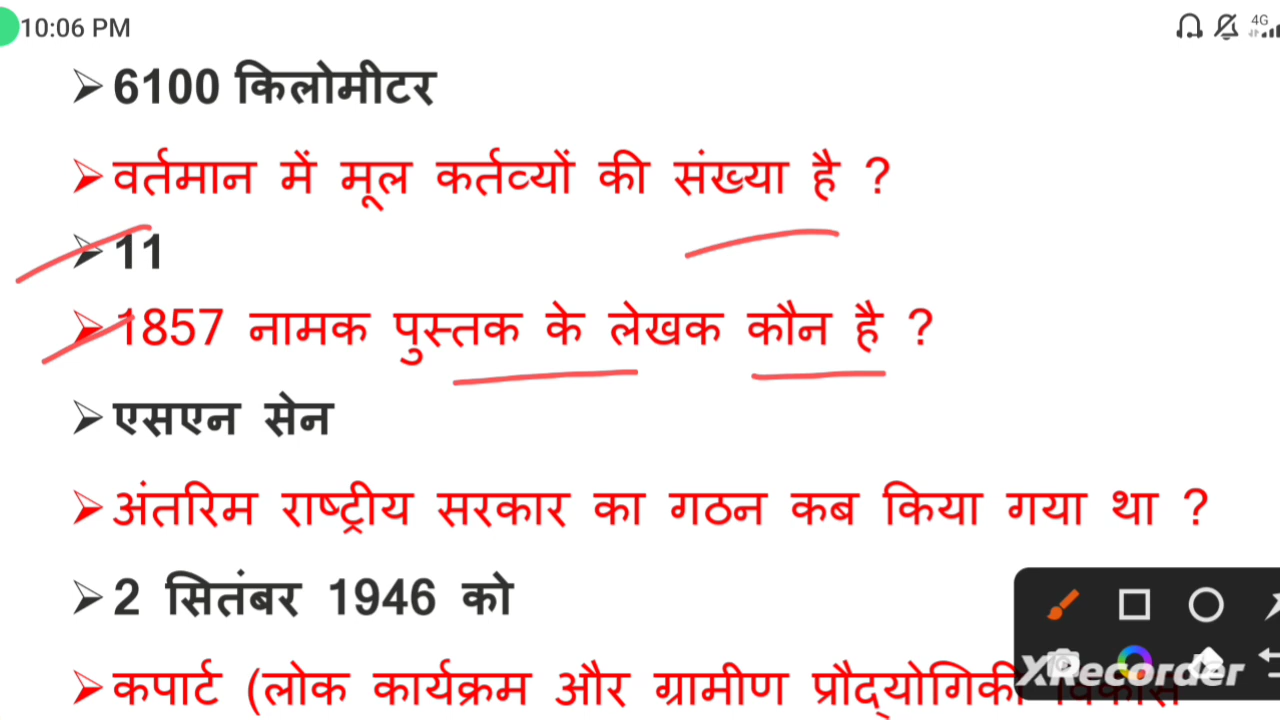 10:06 PM 4G
➢6100 किलोमीटर
➢वर्तमान में मूल कर्तव्यों की संख्या है ?
➢11
➢1857 नामक पुस्तक के लेखक कौन है ?
➢एसएन सेन
➢अंतरिम राष्ट्रीय सरकार का गठन कब किया गया था ?
➢2 सितंबर 1946 को
➢कपार्ट (लोक कार्यक्रम और ग्रामीण प्रौद्योगिकी विकास
XRecorder